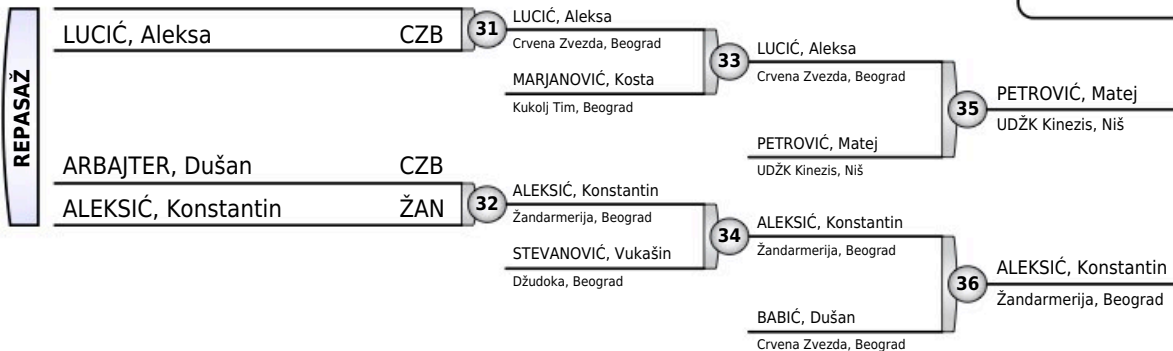 REPASAŽ
LUCIĆ, Aleksa CZB
ARBAJTER, Dušan CZB
ALEKSIĆ, Konstantin ŽAN
31
LUCIĆ, Aleksa
Crvena Zvezda, Beograd
MARJANOVIĆ, Kosta
Kukolj Tim, Beograd
32
ALEKSIĆ, Konstantin
Žandarmerija, Beograd
STEVANOVIĆ, Vukašin
Džudoka, Beograd
33
LUCIĆ, Aleksa
Crvena Zvezda, Beograd
PETROVIĆ, Matej
UDŽK Kinezis, Niš
34
ALEKSIĆ, Konstantin
Žandarmerija, Beograd
BABIĆ, Dušan
Crvena Zvezda, Beograd
35
PETROVIĆ, Matej
UDŽK Kinezis, Niš
36
ALEKSIĆ, Konstantin
Žandarmerija, Beograd